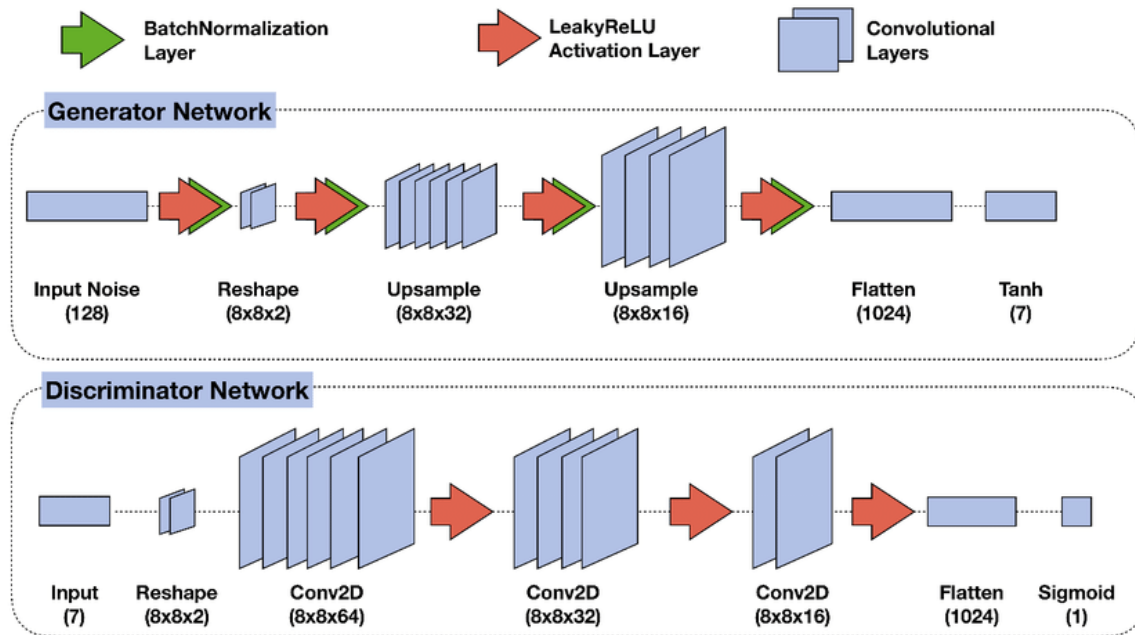 BatchNormalization
Layer
LeakyReLU
Activation Layer
Convolutional
Layers
Generator Network
Input Noise
(128)
Reshape
(8x8x2)
Upsample
(8x8x32)
Upsample
(8x8x16)
Flatten
(1024)
Tanh
(7)
Discriminator Network
Input
(7)
Reshape
(8x8x2)
Conv2D
(8x8x64)
Conv2D
(8x8x32)
Conv2D
(8x8x16)
Flatten
(1024)
Sigmoid
(1)